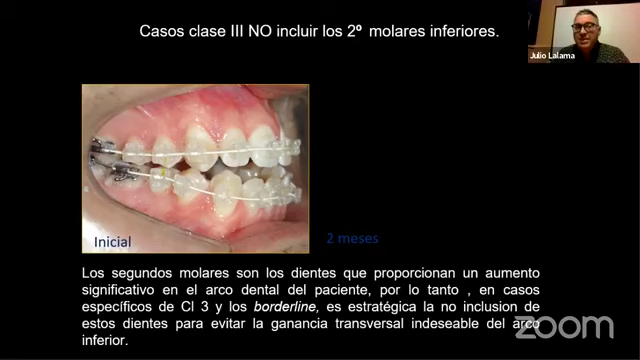 Casos clase III NO incluir los 2º molares inferiores.
Julio Lalama
Inicial
2 meses
Los segundos molares son los dientes que proporcionan un aumento
significativo en el arco dental del paciente, por lo tanto , en casos
específicos de Cl 3 y los borderline, es estratégica la no inclusion de
estos dientes para evitar la ganancia transversal indeseable del arco
inferior.
zoom